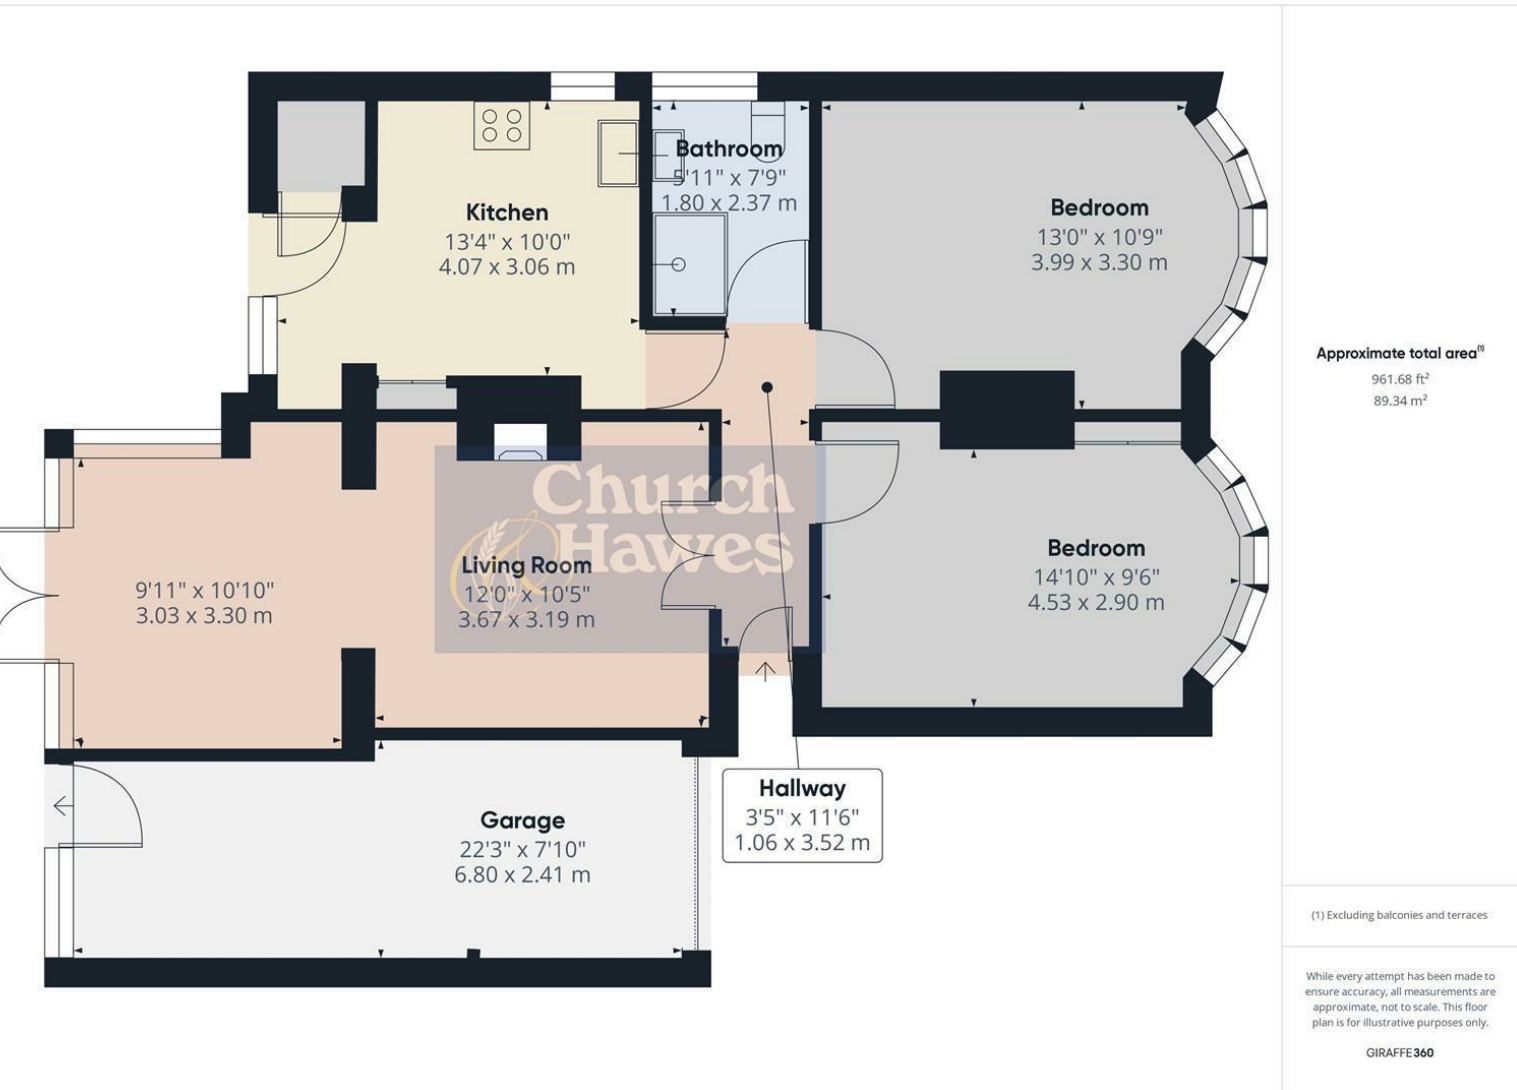 Kitchen
13'4" x 10'0"
4.07 x 3.06 m
Bathroom
5'11" x 7'9"
1.80 x 2.37 m
Bedroom
13'0" x 10'9"
3.99 x 3.30 m
9'11" x 10'10"
3.03 x 3.30 m
Church
& Hawes
Living Room
12'0" x 10'5"
3.67 x 3.19 m
Bedroom
14'10" x 9'6"
4.53 x 2.90 m
Garage
22'3" x 7'10"
6.80 x 2.41 m
Hallway
3'5" x 11'6"
1.06 x 3.52 m
Approximate total area(1)
961.68 ft²
89.34 m²
(1) Excluding balconies and terraces
While every attempt has been made to
ensure accuracy, all measurements are
approximate, not to scale. This floor
plan is for illustrative purposes only.
GIRAFFE360